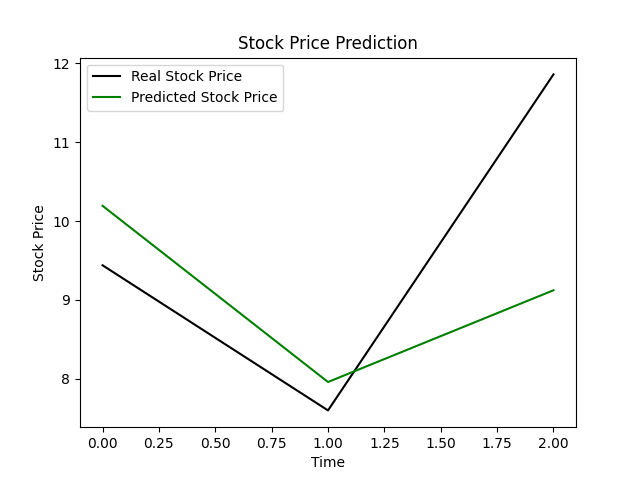 Stock Price Prediction
Real Stock Price
Predicted Stock Price
12
11
10
9
8
Stock Price
0.00 0.25 0.50 0.75 1.00 1.25 1.50 1.75 2.00
Time